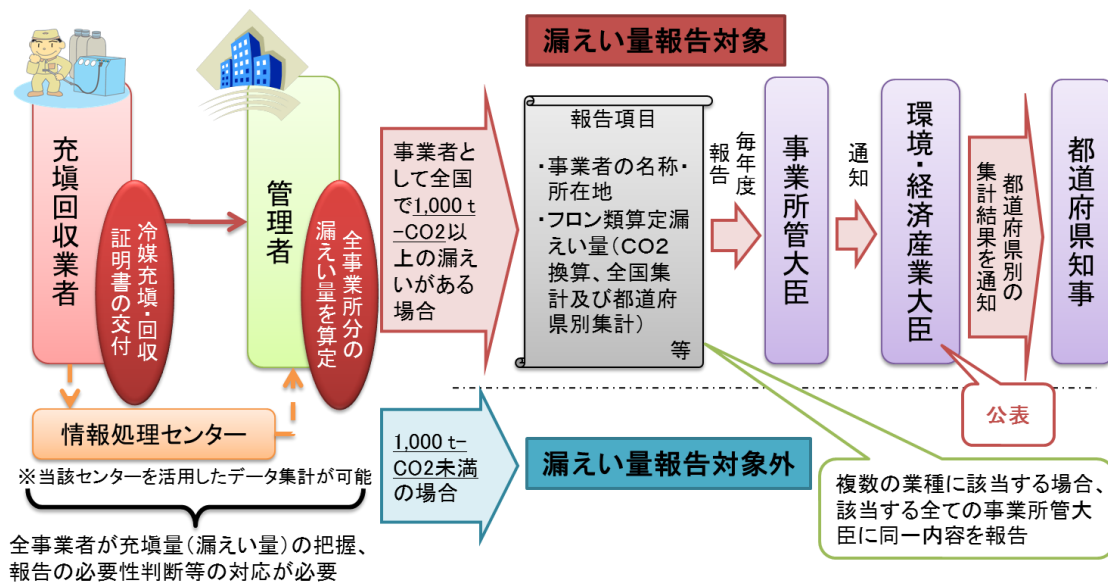 漏えい量報告対象
充塡回収業者
冷媒充塡・回収
証明書の交付
管理者
全事業所分の
漏えい量を算定
事業者と
して全国
で1,000 t
-CO2以
上の漏え
いがある
場合
報告項目
・事業者の名称・
所在地
・フロン類算定漏
えい量(CO2
換算、全国集
計及び都道府
県別集計)
等
毎年度
報告
事業所管大臣
通知
環境・経済産業大臣
都道府県別の
集計結果を通知
都道府県知事
公表
情報処理センター
※当該センターを活用したデータ集計が可能
1,000 t-
CO2未満
の場合
漏えい量報告対象外
複数の業種に該当する場合、
該当する全ての事業所管大
臣に同一内容を報告
全事業者が充塡量(漏えい量)の把握、
報告の必要性判断等の対応が必要